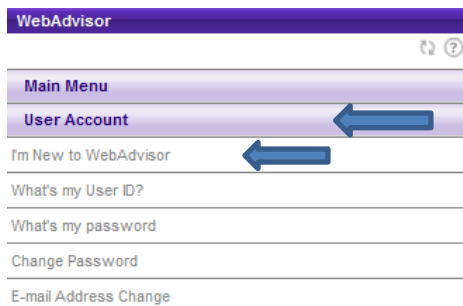 WebAdvisor
?
Main Menu
User Account
I'm New to WebAdvisor
What's my User ID?
What's my password
Change Password
E-mail Address Change